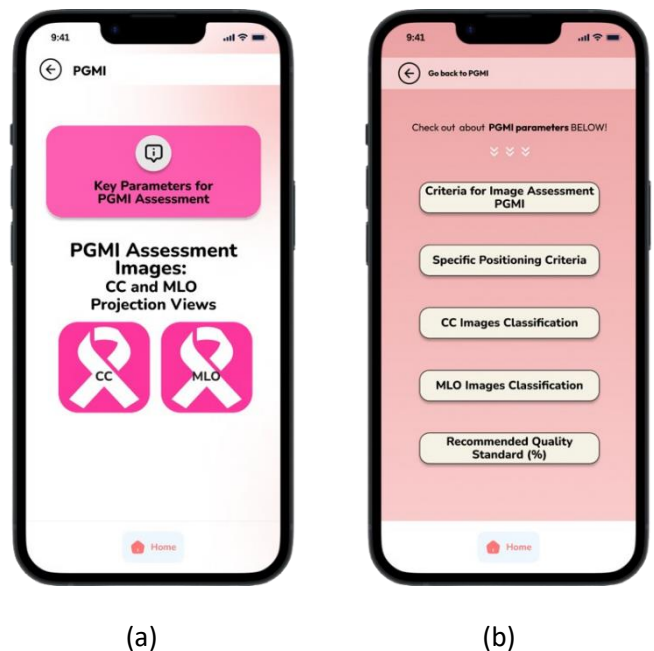 9:41
PGMI
Key Parameters for
PGMI Assessment
PGMI Assessment
Images:
CC and MLO
Projection Views
CC
MLO
Home
(a)
9:41
Go back to PGMI
Check out about PGMI parameters BELOW!
Criteria for Image Assessment
PGMI
Specific Positioning Criteria
CC Images Classification
MLO Images Classification
Recommended Quality
Standard (%)
Home
(b)